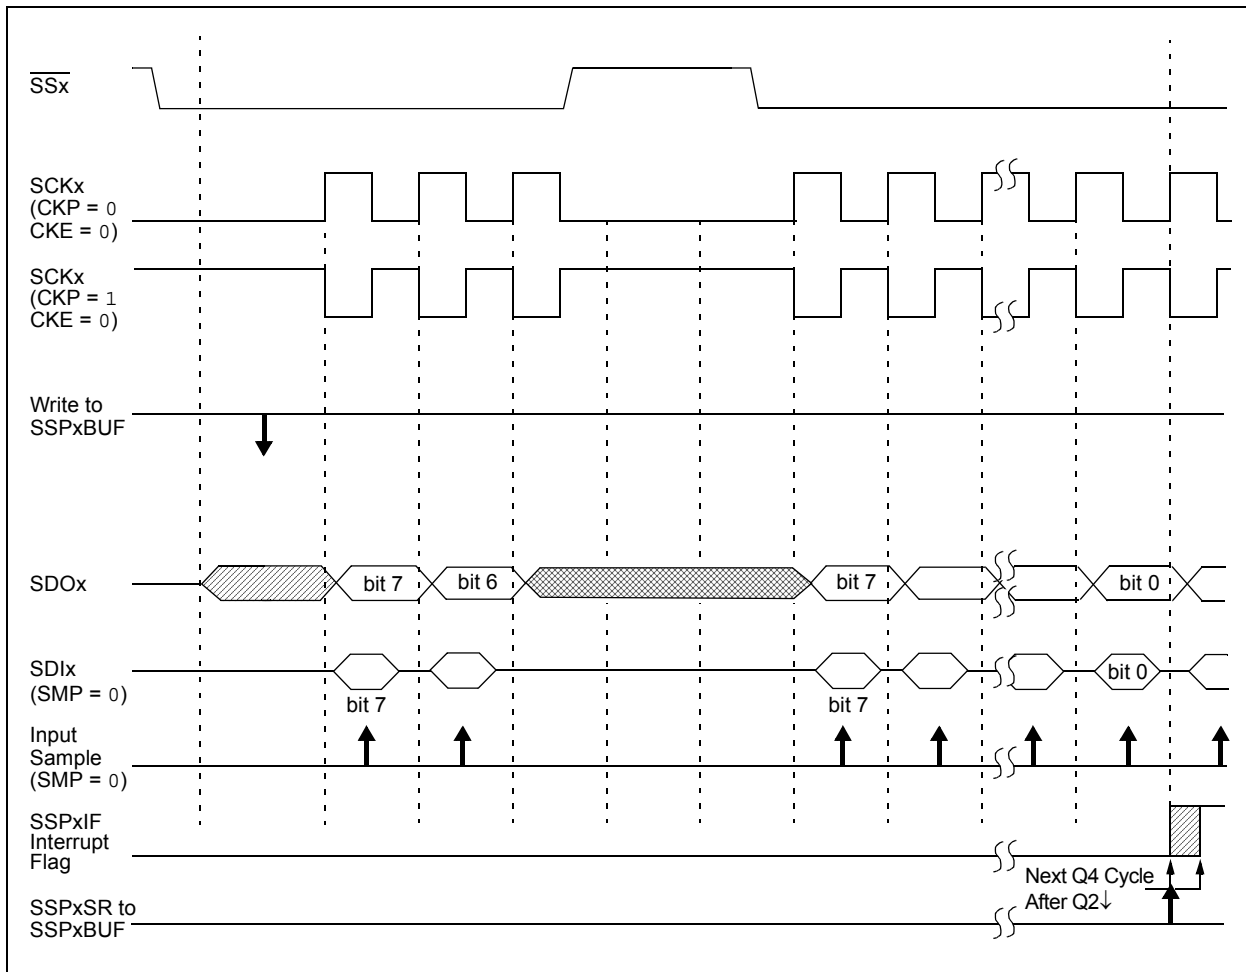 SSx
SCKx
(CKP = 0
CKE = 0)
SCKx
(CKP = 1
CKE = 0)
Write to
SSPxBUF
SDOx
bit 7
bit 6
bit 7
bit 0
SDIx
(SMP = 0)
bit 7
bit 7
bit 0
Input
Sample
(SMP = 0)
SSPxIF
Interrupt
Flag
Next Q4 Cycle
After Q2↓
SSPxSR to
SSPxBUF